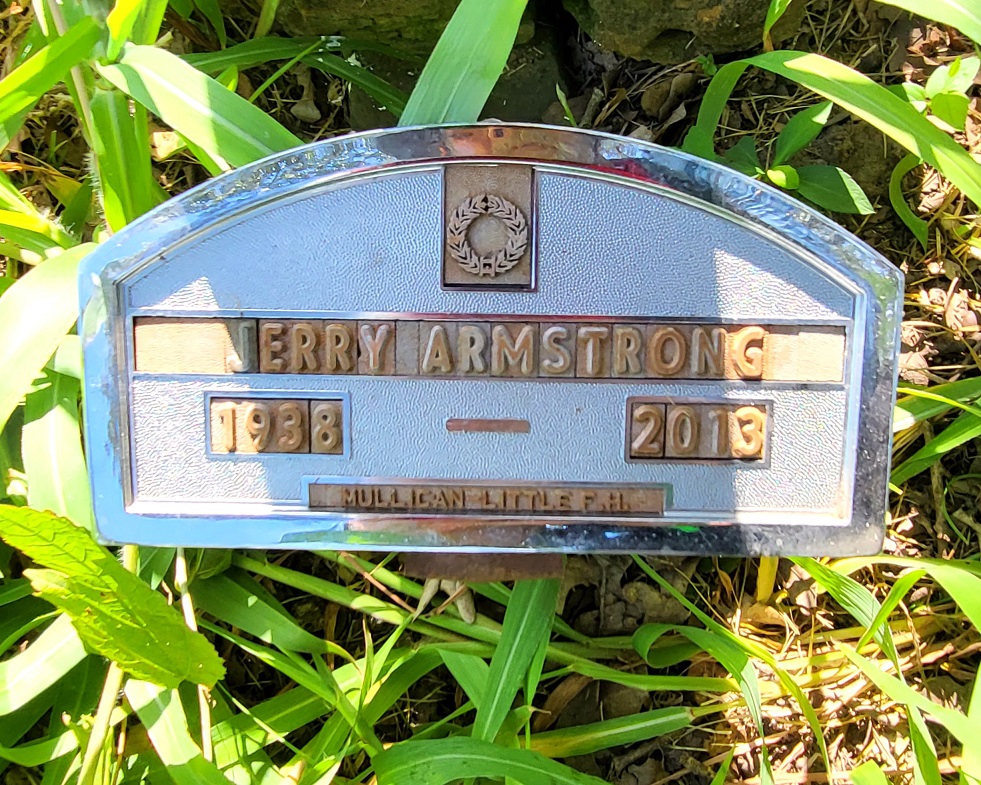 JERRY ARMSTRONG
1938 — 2013
MULLICAN-LITTLE F.H.